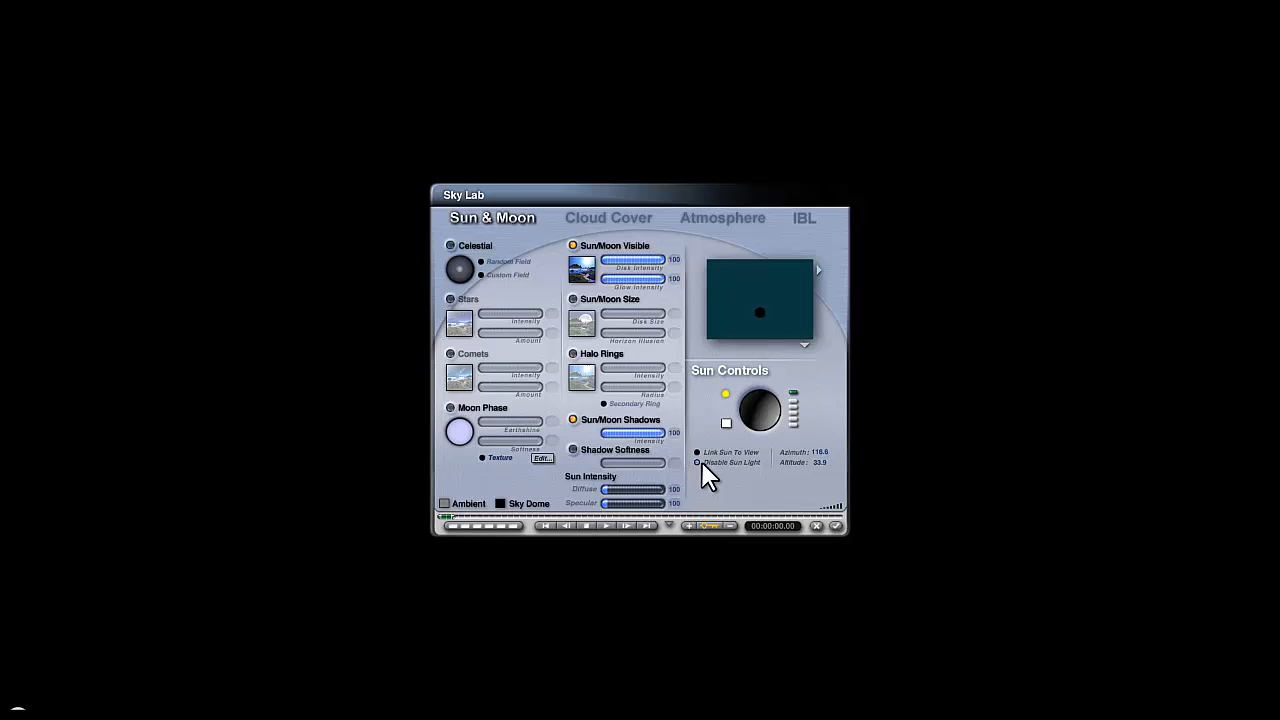 Sky Lab
Sun & Moon Cloud Cover Atmosphere IBL
Celestial
Random Field
Custom Field
Stars
Intensity
Amount
Comets
Intensity
Amount
Moon Phase
Earthshine
Softness
Texture Edit...
Ambient Sky Dome
Sun/Moon Visible
100
Disk Intensity
100
Glow Intensity
Sun/Moon Size
Disk Size
Horizon Illusion
Halo Rings
Intensity
Radius
Secondary Ring
Sun/Moon Shadows
100
Intensity
Shadow Softness
Sun Intensity
Diffuse 100
Specular 100
Sun Controls
Link Sun To View Azimuth: 116.6
Disable Sun Light Altitude: 33.9
00:00:00.00